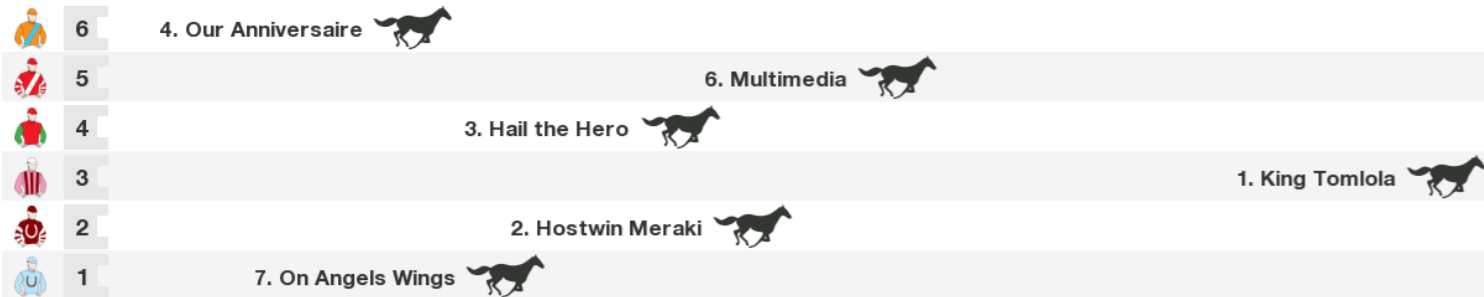 6 4. Our Anniversaire
5 6. Multimedia
4 3. Hail the Hero
3 1. King Tomlola
2 2. Hostwin Meraki
1 7. On Angels Wings